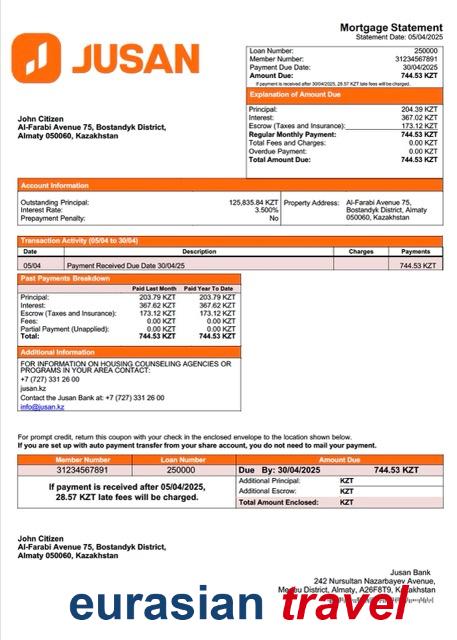 JUSAN
Mortgage Statement
Statement Date: 05/04/2025
Loan Number: 250000
Member Number: 31234567891
Payment Due Date: 30/04/2025
Amount Due: 744.53 KZT
If payment is received after 30/04/2025, 28.57 KZT late fees will be charged.
Explanation of Amount Due
Principal: 204.39 KZT
Interest: 367.02 KZT
Escrow (Taxes and Insurance): 173.12 KZT
Regular Monthly Payment: 744.53 KZT
Total Fees and Charges: 0.00 KZT
Overdue Payment: 0.00 KZT
Total Amount Due: 744.53 KZT
John Citizen
Al-Farabi Avenue 75, Bostandyk District,
Almaty 050060, Kazakhstan
Account Information
Outstanding Principal: 125,835.84 KZT
Interest Rate: 3.500%
Prepayment Penalty: No
Property Address: Al-Farabi Avenue 75,
Bostandyk District, Almaty
050060, Kazakhstan
Transaction Activity (05/04 to 30/04)
Date Description Charges Payments
05/04 Payment Received Due Date 30/04/25 744.53 KZT
Past Payments Breakdown
Paid Last Month Paid Year To Date
Principal: 203.79 KZT 203.79 KZT
Interest: 367.62 KZT 367.62 KZT
Escrow (Taxes and Insurance): 173.12 KZT 173.12 KZT
Fees: 0.00 KZT 0.00 KZT
Partial Payment (Unapplied): 0.00 KZT 0.00 KZT
Total: 744.53 KZT 744.53 KZT
Additional Information
FOR INFORMATION ON HOUSING COUNSELING AGENCIES OR
PROGRAMS IN YOUR AREA CONTACT:
+7 (727) 331 26 00
jusan.kz
Contact the Jusan Bank at: +7 (727) 331 26 00
info@jusan.kz
For prompt credit, return this coupon with your check in the enclosed envelope to the location shown below.
If you are set up with auto payment transfer from your share account, you do not need to mail your payment.
Member Number Loan Number Amount Due
31234567891 250000 Due By: 30/04/2025 744.53 KZT
If payment is received after 05/04/2025,
28.57 KZT late fees will be charged.
Additional Principal: KZT
Additional Escrow: KZT
Total Amount Enclosed: KZT
John Citizen
Al-Farabi Avenue 75, Bostandyk District,
Almaty 050060, Kazakhstan
Jusan Bank
242 Nursultan Nazarbayev Avenue,
Medeu District, Almaty, A26F8T9, Kazakhstan
eurasian travel